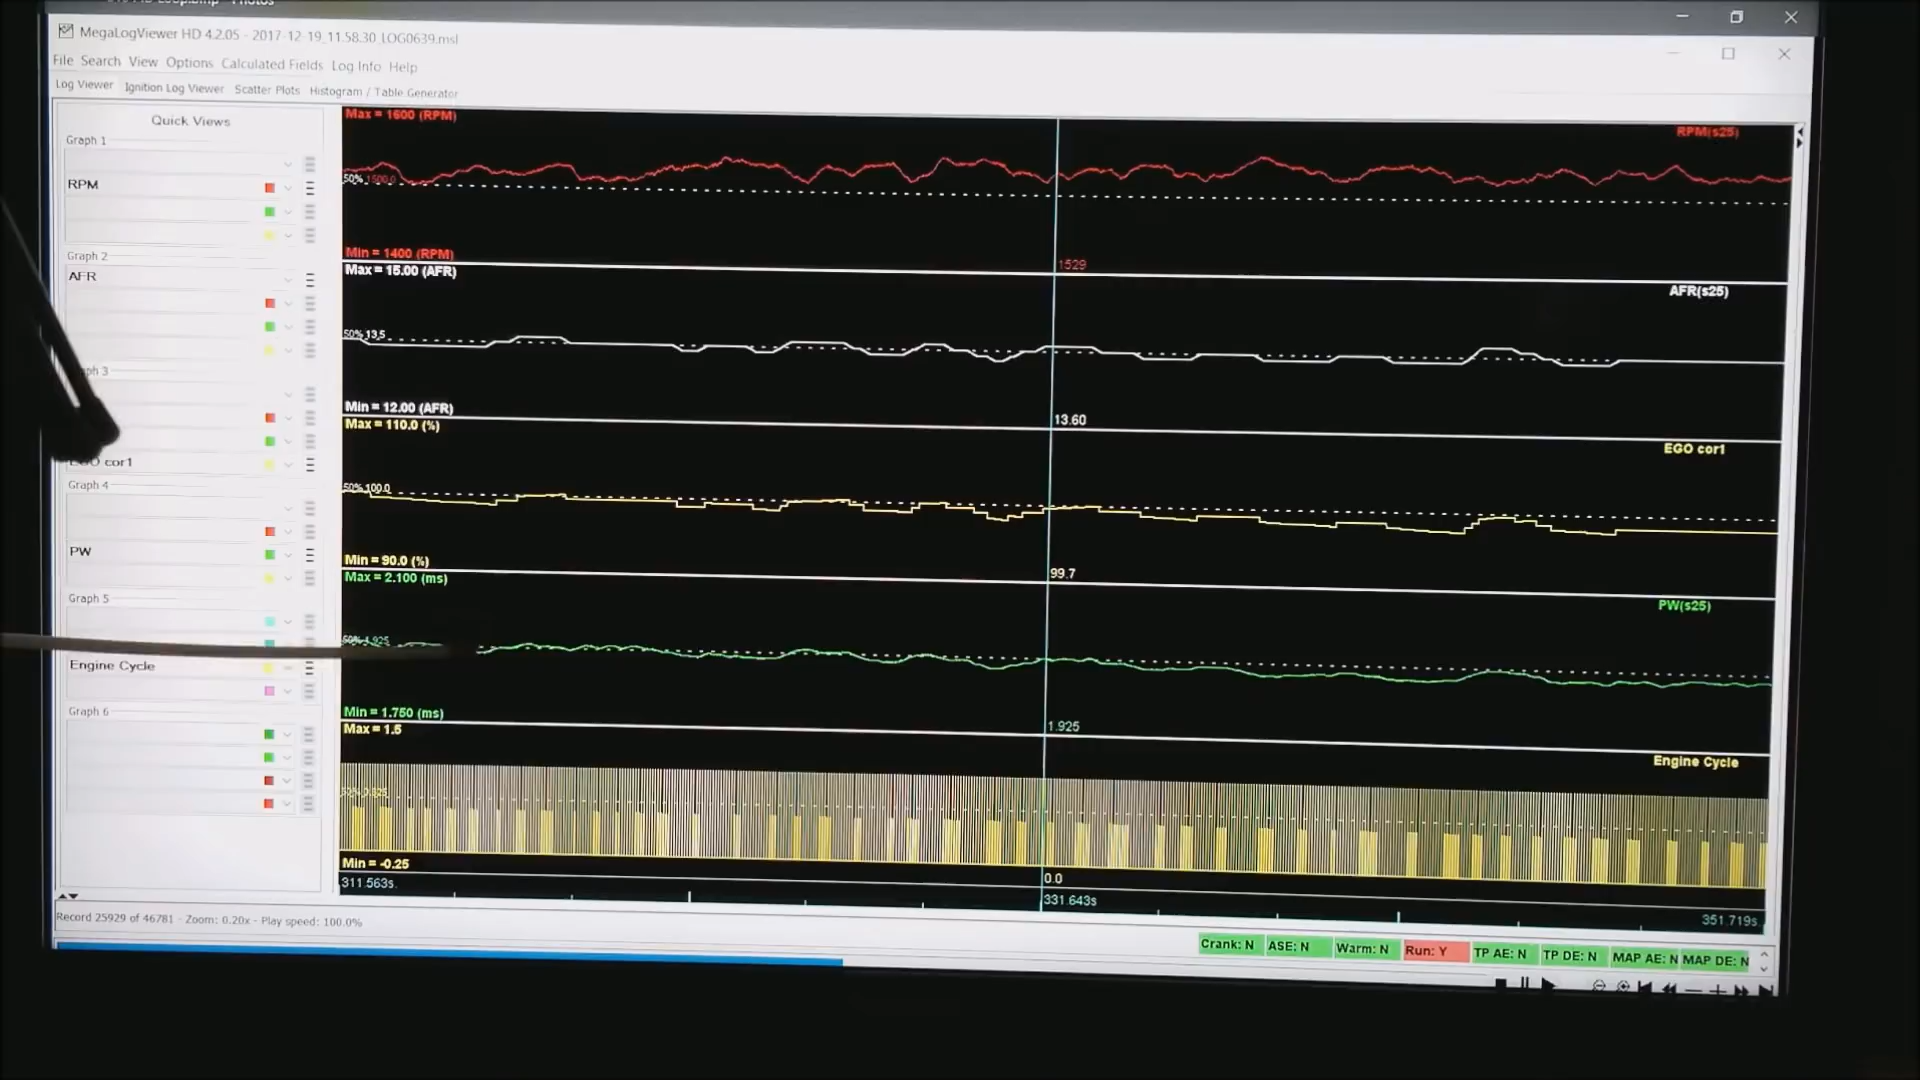 MegaLogViewer HD 4.2.05 - 2017-12-19_11.58.30_LOG0639.msl
File Search View Options Calculated Fields Log Info Help
Log Viewer Ignition Log Viewer Scatter Plots Histogram / Table Generator
Quick Views
Graph 1
RPM
Graph 2
AFR
EGO cor1
Graph 4
PW
Graph 5
Engine Cycle
Graph 6
Max = 1600 (RPM)
RPM(s25)
50% 1500.0
Min = 1400 (RPM)
1529
Max = 15.00 (AFR)
AFR(s25)
50% 13.5
Min = 12.00 (AFR)
13.60
Max = 110.0 (%)
EGO cor1
50% 100.0
Min = 90.0 (%)
99.7
Max = 2.100 (ms)
PW(s25)
50% 1.925
Min = 1.750 (ms)
1.925
Max = 1.5
Engine Cycle
Min = -0.25
0.0
311.563s.
331.643s
351.719s.
Record 25929 of 46781 - Zoom: 0.20x - Play speed: 100.0%
Crank: N ASE: N Warm: N Run: Y TP AE: N TP DE: N MAP AE: N MAP DE: N